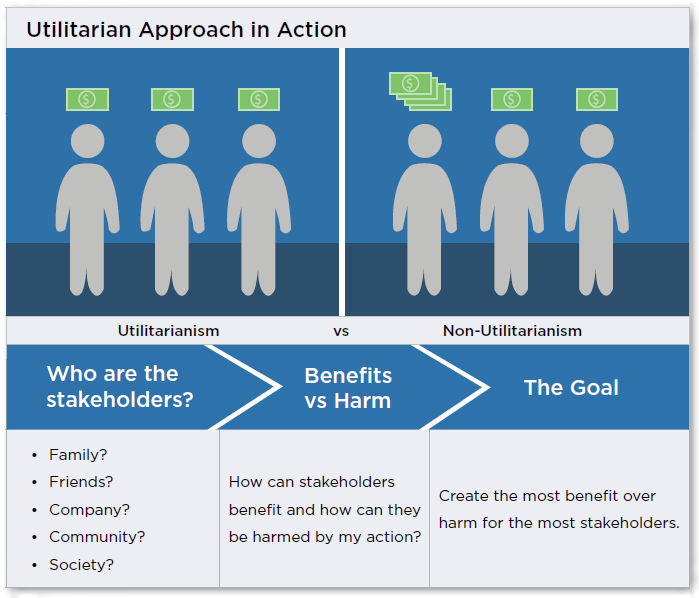 Utilitarian Approach in Action
$ $ $ $ $ $
Utilitarianism vs Non-Utilitarianism
Who are the
stakeholders?
Benefits
vs Harm
The Goal
• Family?
• Friends?
• Company?
• Community?
• Society?
How can stakeholders
benefit and how can they
be harmed by my action?
Create the most benefit over
harm for the most stakeholders.